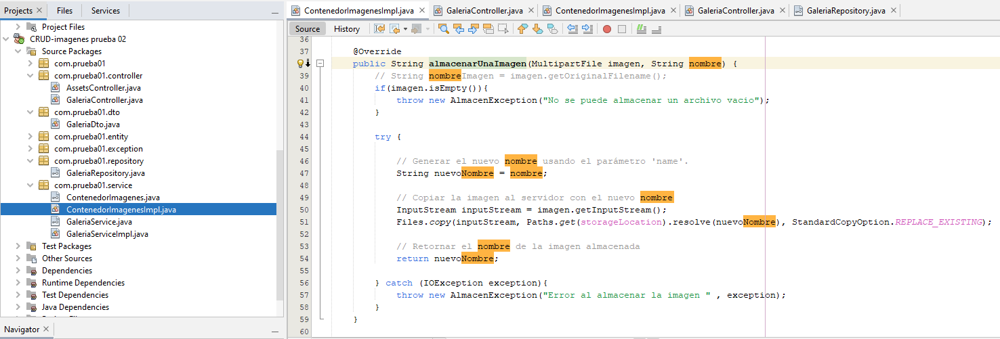 Projects × Files Services
Project Files
CRUD-imagenes prueba 02
Source Packages
com.prueba01
com.prueba01.controller
AssetsController.java
GaleriaController.java
com.prueba01.dto
GaleriaDto.java
com.prueba01.entity
com.prueba01.exception
com.prueba01.repository
GaleriaRepository.java
com.prueba01.service
ContenedorImagenes.java
ContenedorImagenesImpl.java
GaleriaService.java
GaleriaServiceImpl.java
Test Packages
Other Sources
Dependencies
Runtime Dependencies
Test Dependencies
Java Dependencies
Navigator ×
ContenedorImagenesImpl.java × GaleriaController.java × ContenedorImagenesImpl.java × GaleriaController.java × GaleriaRepository.java ×
Source History
36
37 @Override
public String almacenarUnaImagen(MultipartFile imagen, String nombre) {
39 // String nombreImagen = imagen.getOriginalFilename();
40 if(imagen.isEmpty()){
41 throw new AlmacenException("No se puede almacenar un archivo vacio");
42 }
43
44 try {
45
46 // Generar el nuevo nombre usando el parámetro 'name'.
47 String nuevoNombre = nombre;
48
49 // Copiar la imagen al servidor con el nuevo nombre
50 InputStream inputStream = imagen.getInputStream();
51 Files.copy(inputStream, Paths.get(storageLocation).resolve(nuevoNombre), StandardCopyOption.REPLACE_EXISTING);
52
53 // Retornar el nombre de la imagen almacenada
54 return nuevoNombre;
55
56 } catch (IOException exception){
57 throw new AlmacenException("Error al almacenar la imagen " , exception);
58 }
59 }
60